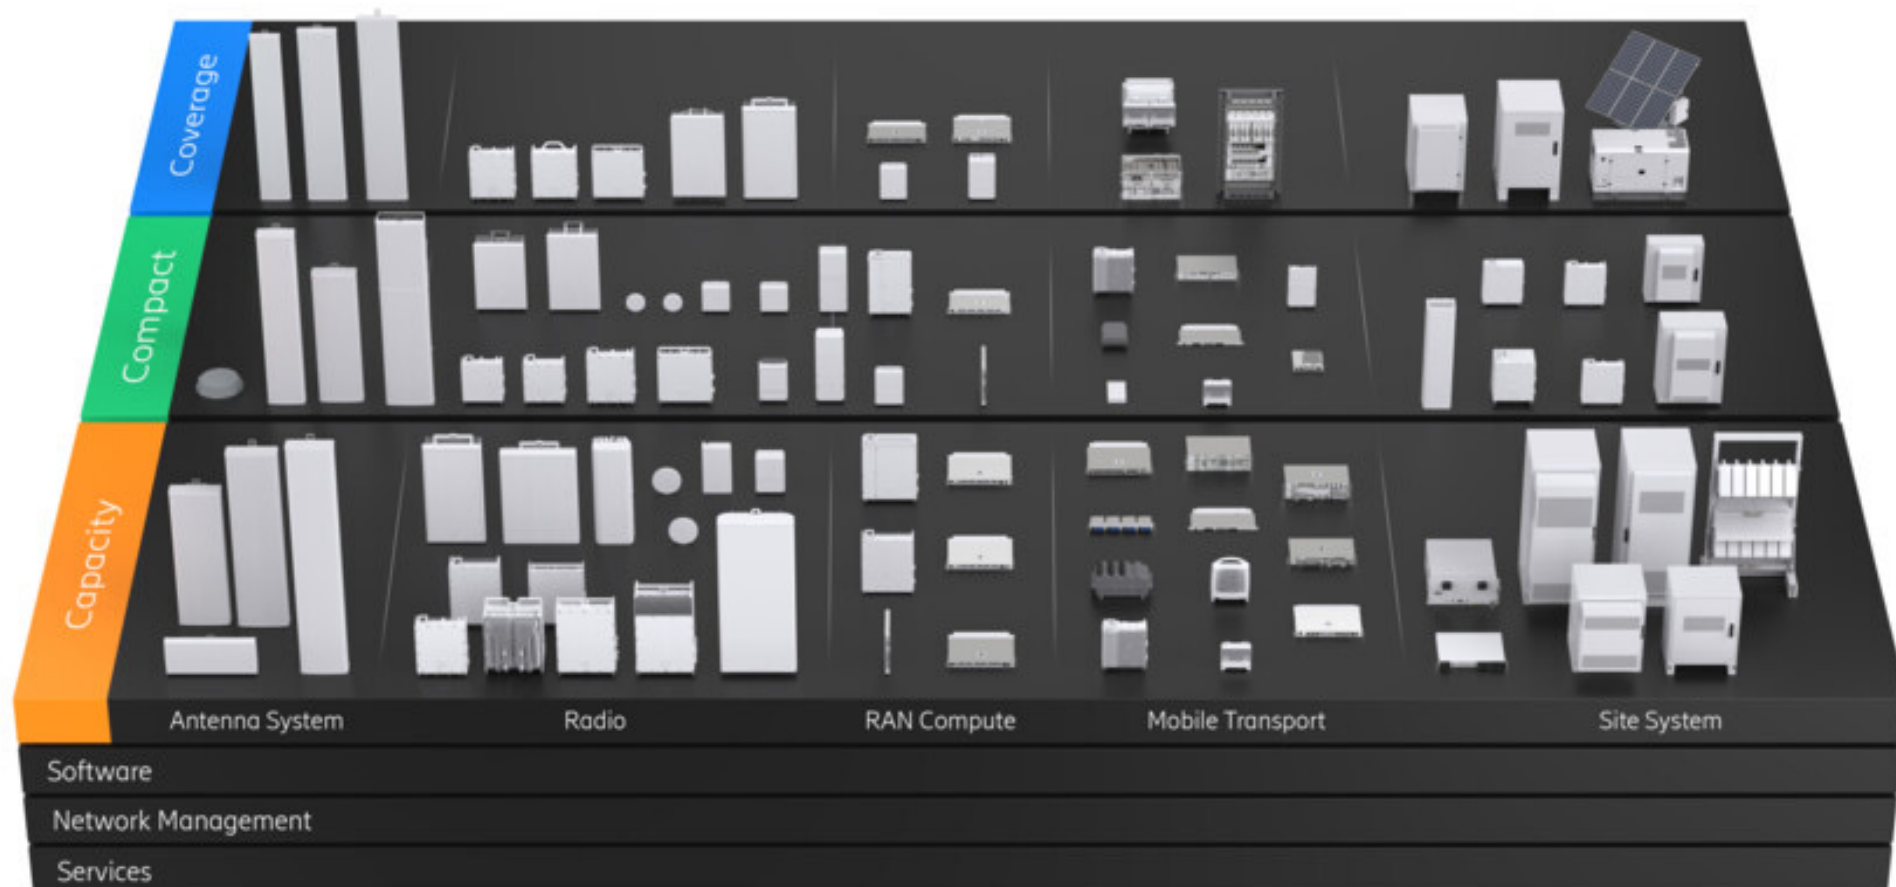 Coverage
Compact
Capacity
Antenna System
Radio
RAN Compute
Mobile Transport
Site System
Software
Network Management
Services